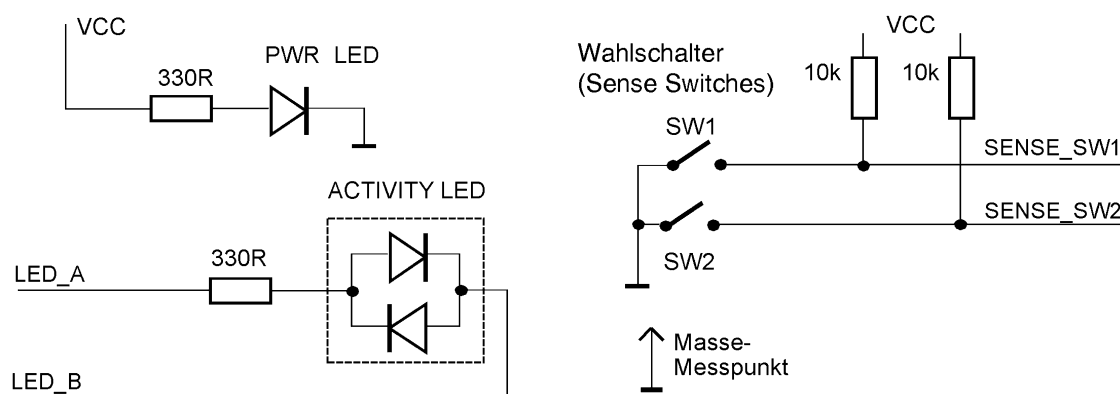 VCC
PWR LED
330R
ACTIVITY LED
330R
LED_A
LED_B
VCC
Wahlschalter
(Sense Switches)
10k
10k
SW1
SENSE_SW1
SENSE_SW2
SW2
Masse-
Messpunkt